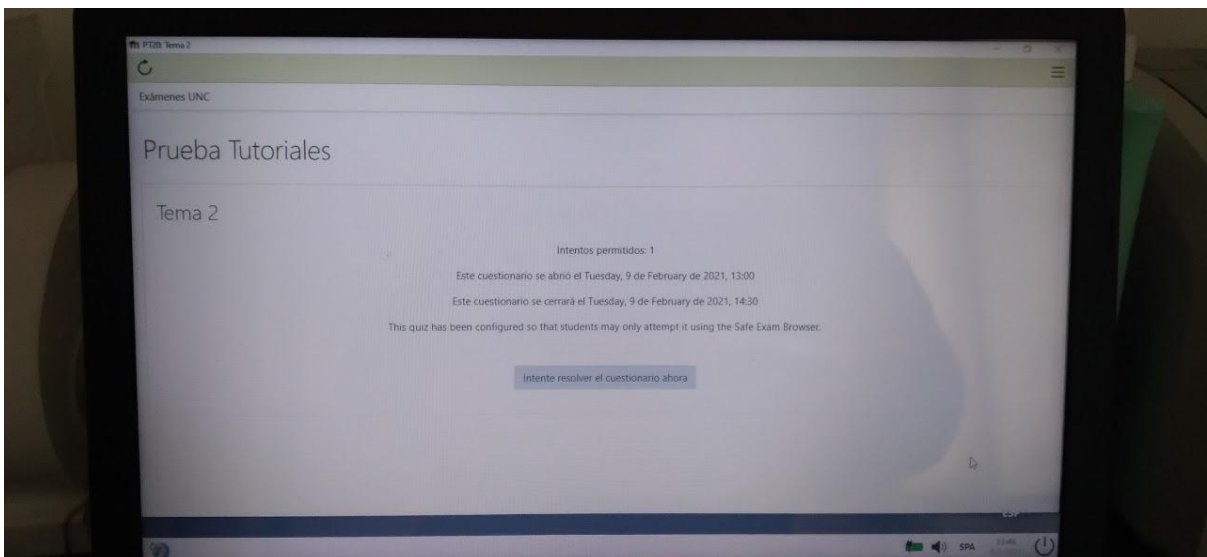 PT20: Tema 2
Exámenes UNC
Prueba Tutoriales
Tema 2
Intentos permitidos: 1
Este cuestionario se abrió el Tuesday, 9 de February de 2021, 13:00
Este cuestionario se cerrará el Tuesday, 9 de February de 2021, 14:30
This quiz has been configured so that students may only attempt it using the Safe Exam Browser.
Intente resolver el cuestionario ahora
SPA